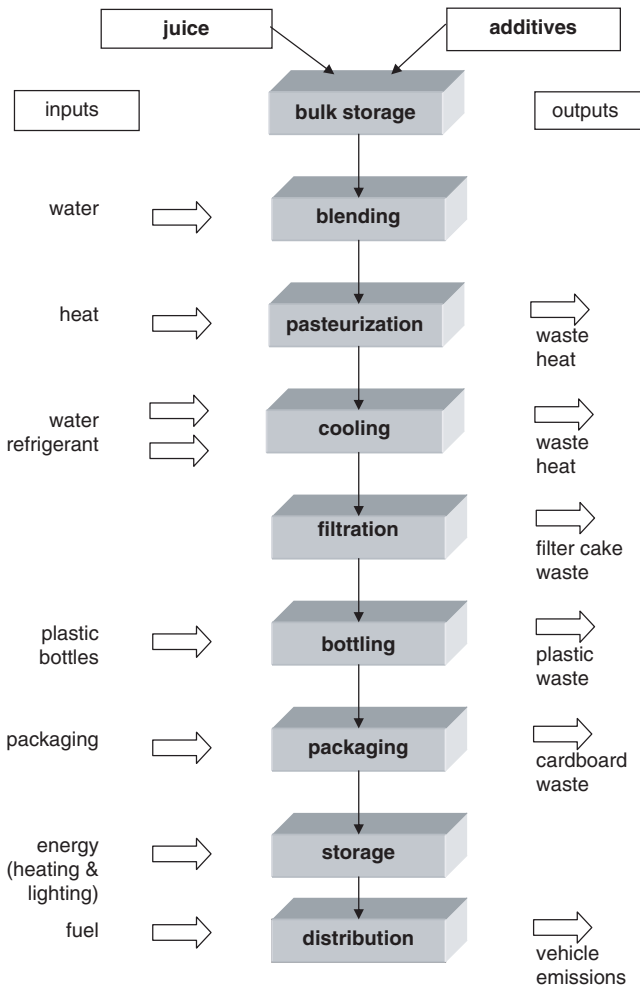 juice
additives
inputs
bulk storage
outputs
water
blending
heat
pasteurization
waste
heat
water
refrigerant
cooling
waste
heat
filtration
filter cake
waste
plastic
bottles
bottling
plastic
waste
packaging
packaging
cardboard
waste
energy
(heating &
lighting)
storage
fuel
distribution
vehicle
emissions